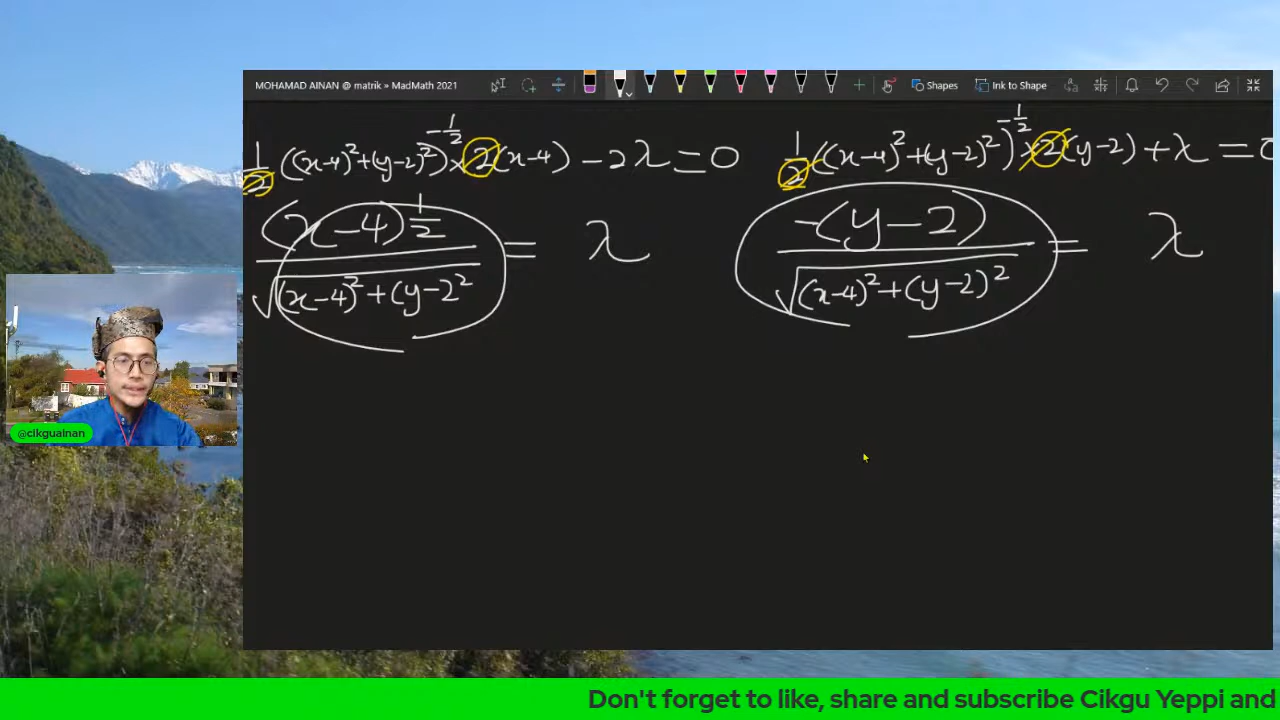 MOHAMAD AINAN @ matrik » MadMath 2021
Shapes
Ink to Shape
1/2 ((x-4)²+(y-2)²)^(-1/2) × 2(x-4) - 2λ = 0
1/2 ((x-4)²+(y-2)²)^(-1/2) × 2(y-2) + λ = 0
(x-4) 1/2 / √((x-4)²+(y-2² = λ
-(y-2) / √((x-4)²+(y-2)²) = λ
@cikguainan
Don't forget to like, share and subscribe Cikgu Yeppi and